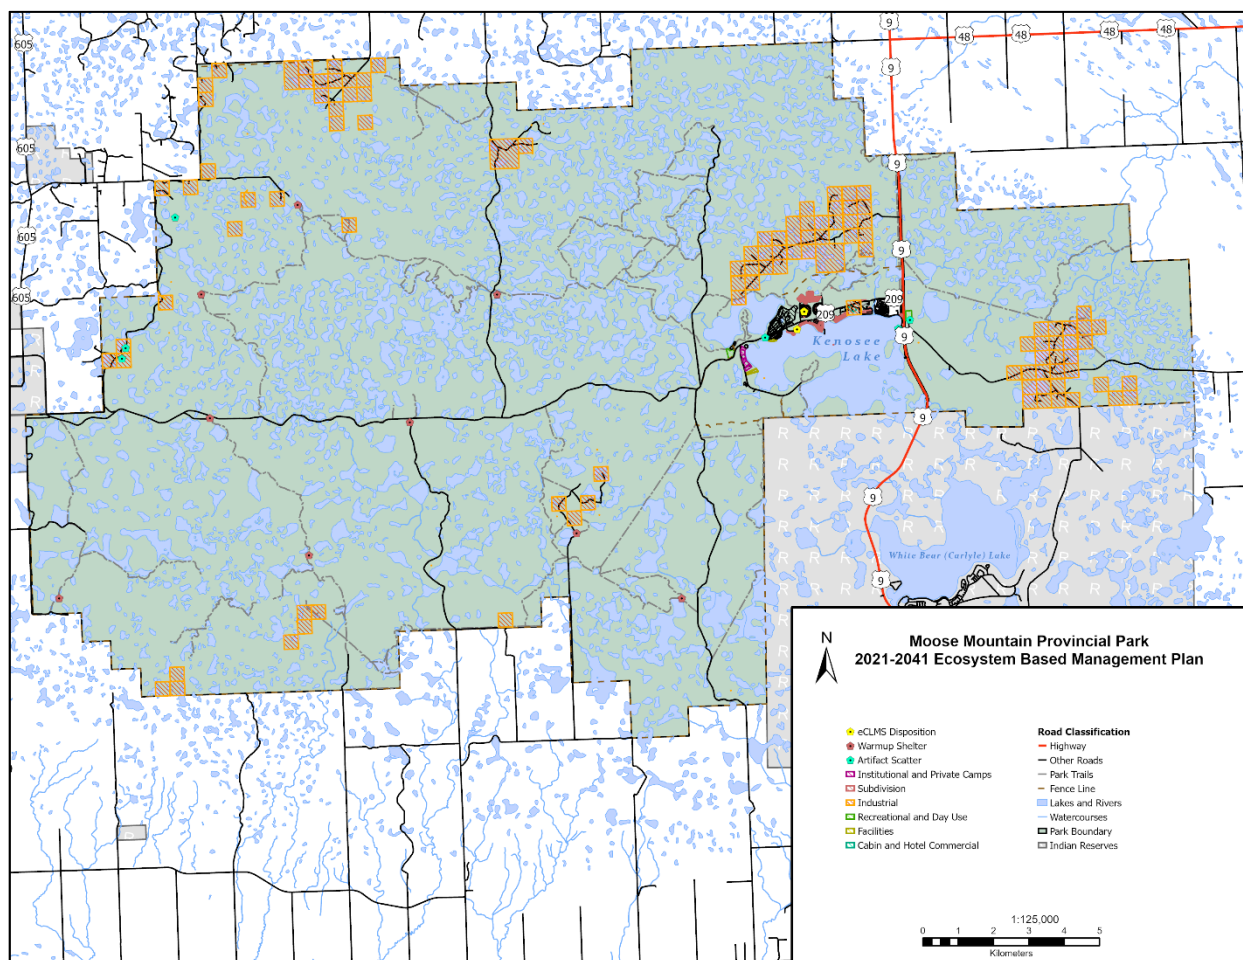 9
605
48
48
48
48
9
605
R
9
605
9
605
209
209
Kenosee
Lake
9
R
9
R R R R R R R R R R R
9
White Bear (Carlyle) Lake
9
N
Moose Mountain Provincial Park
2021-2041 Ecosystem Based Management Plan
eCLMS Disposition
Warmup Shelter
Artifact Scatter
Institutional and Private Camps
Subdivision
Industrial
Recreational and Day Use
Facilities
Cabin and Hotel Commercial
Road Classification
Highway
Other Roads
Park Trails
Fence Line
Lakes and Rivers
Watercourses
Park Boundary
Indian Reserves
1:125,000
0 1 2 3 4 5
Kilometers